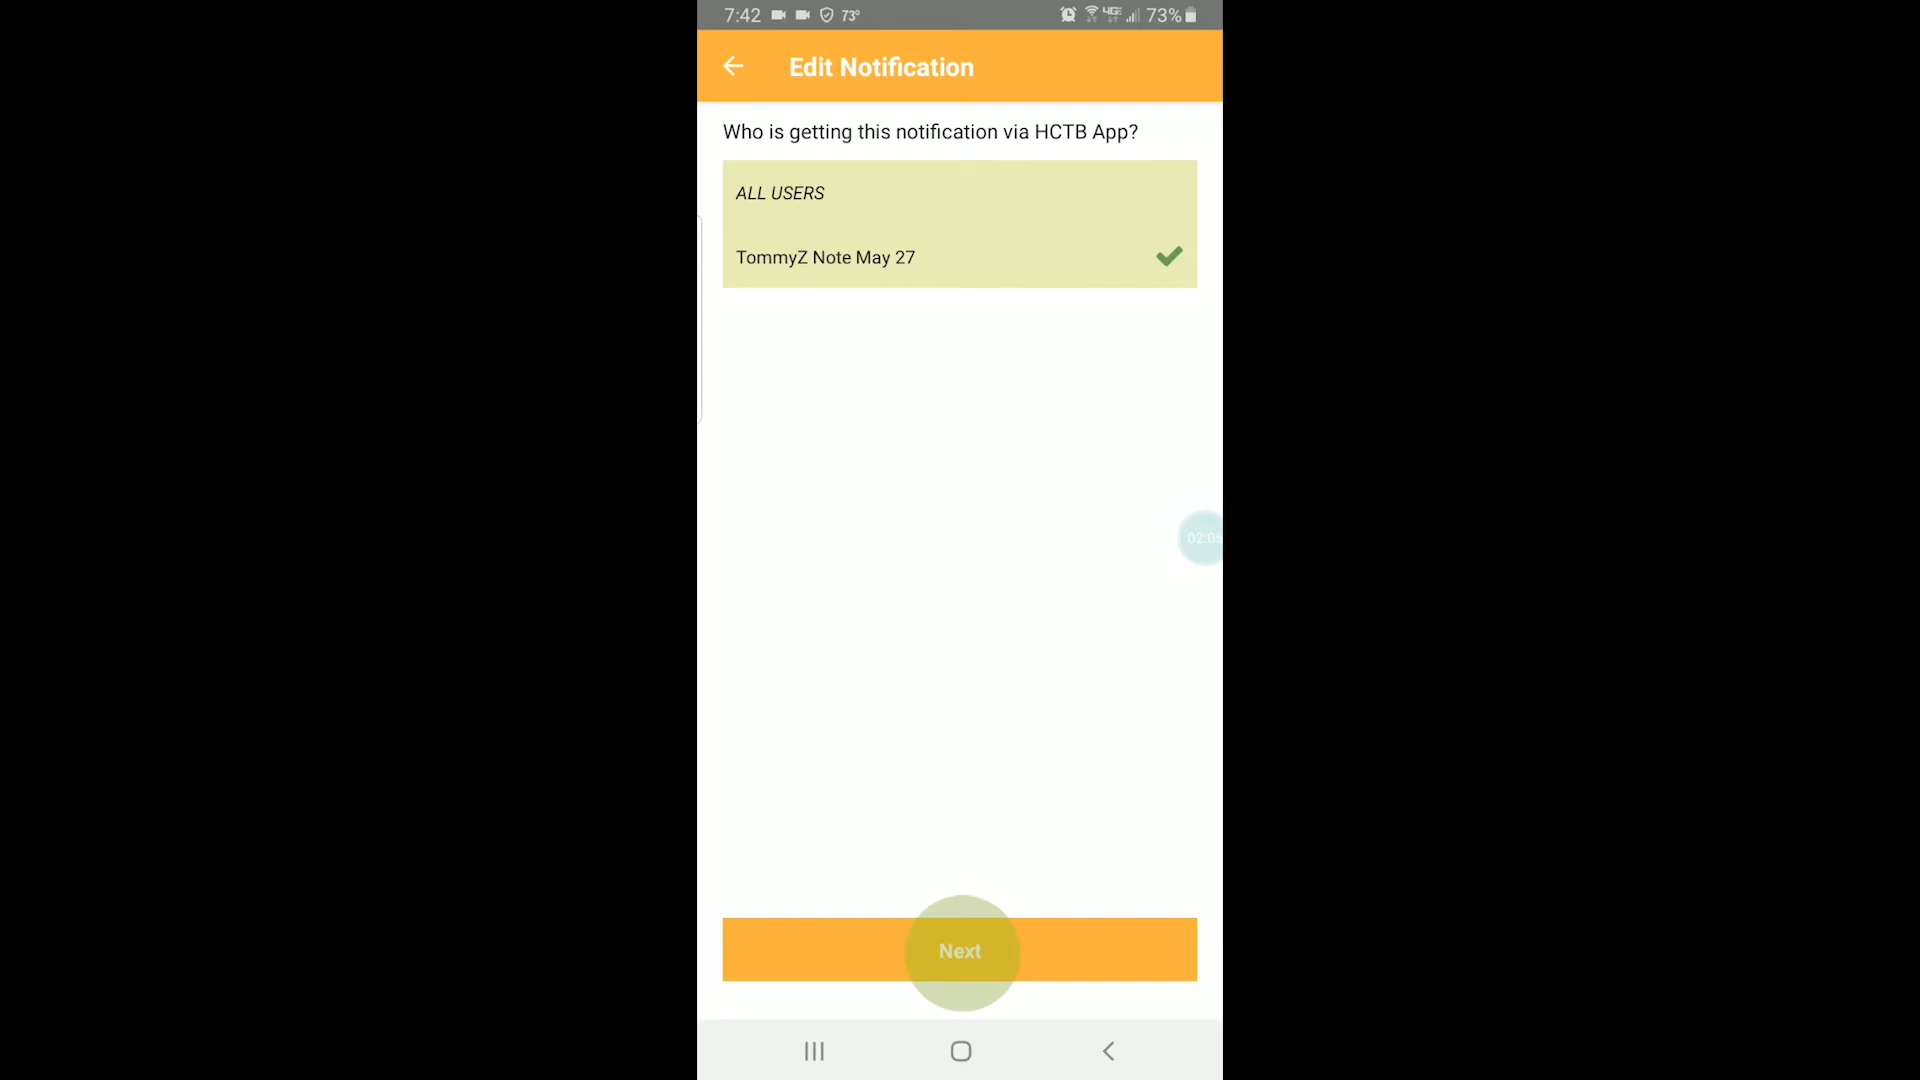 7:42 73° 73%
Edit Notification
Who is getting this notification via HCTB App?
ALL USERS
TommyZ Note May 27
Next